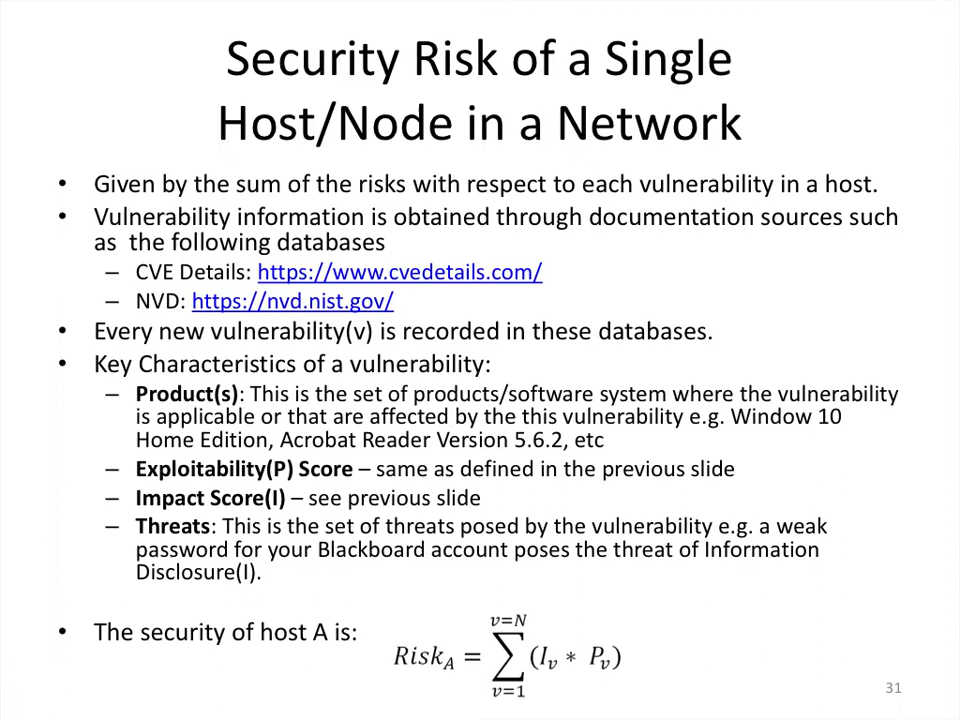 Security Risk of a Single
Host/Node in a Network
• Given by the sum of the risks with respect to each vulnerability in a host.
• Vulnerability information is obtained through documentation sources such
as  the following databases
– CVE Details: https://www.cvedetails.com/
– NVD: https://nvd.nist.gov/
• Every new vulnerability(v) is recorded in these databases.
• Key Characteristics of a vulnerability:
– Product(s): This is the set of products/software system where the vulnerability
is applicable or that are affected by the this vulnerability e.g. Window 10
Home Edition, Acrobat Reader Version 5.6.2, etc
– Exploitability(P) Score – same as defined in the previous slide
– Impact Score(I) – see previous slide
– Threats: This is the set of threats posed by the vulnerability e.g. a weak
password for your Blackboard account poses the threat of Information
Disclosure(I).
• The security of host A is:
v=N
Risk_A = ∑(I_v * P_v)
v=1
31